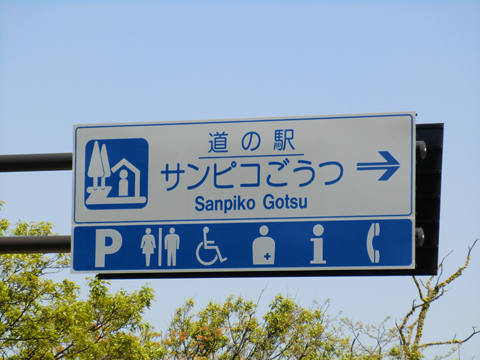 道の駅
サンピコごうつ
Sanpiko Gotsu
P